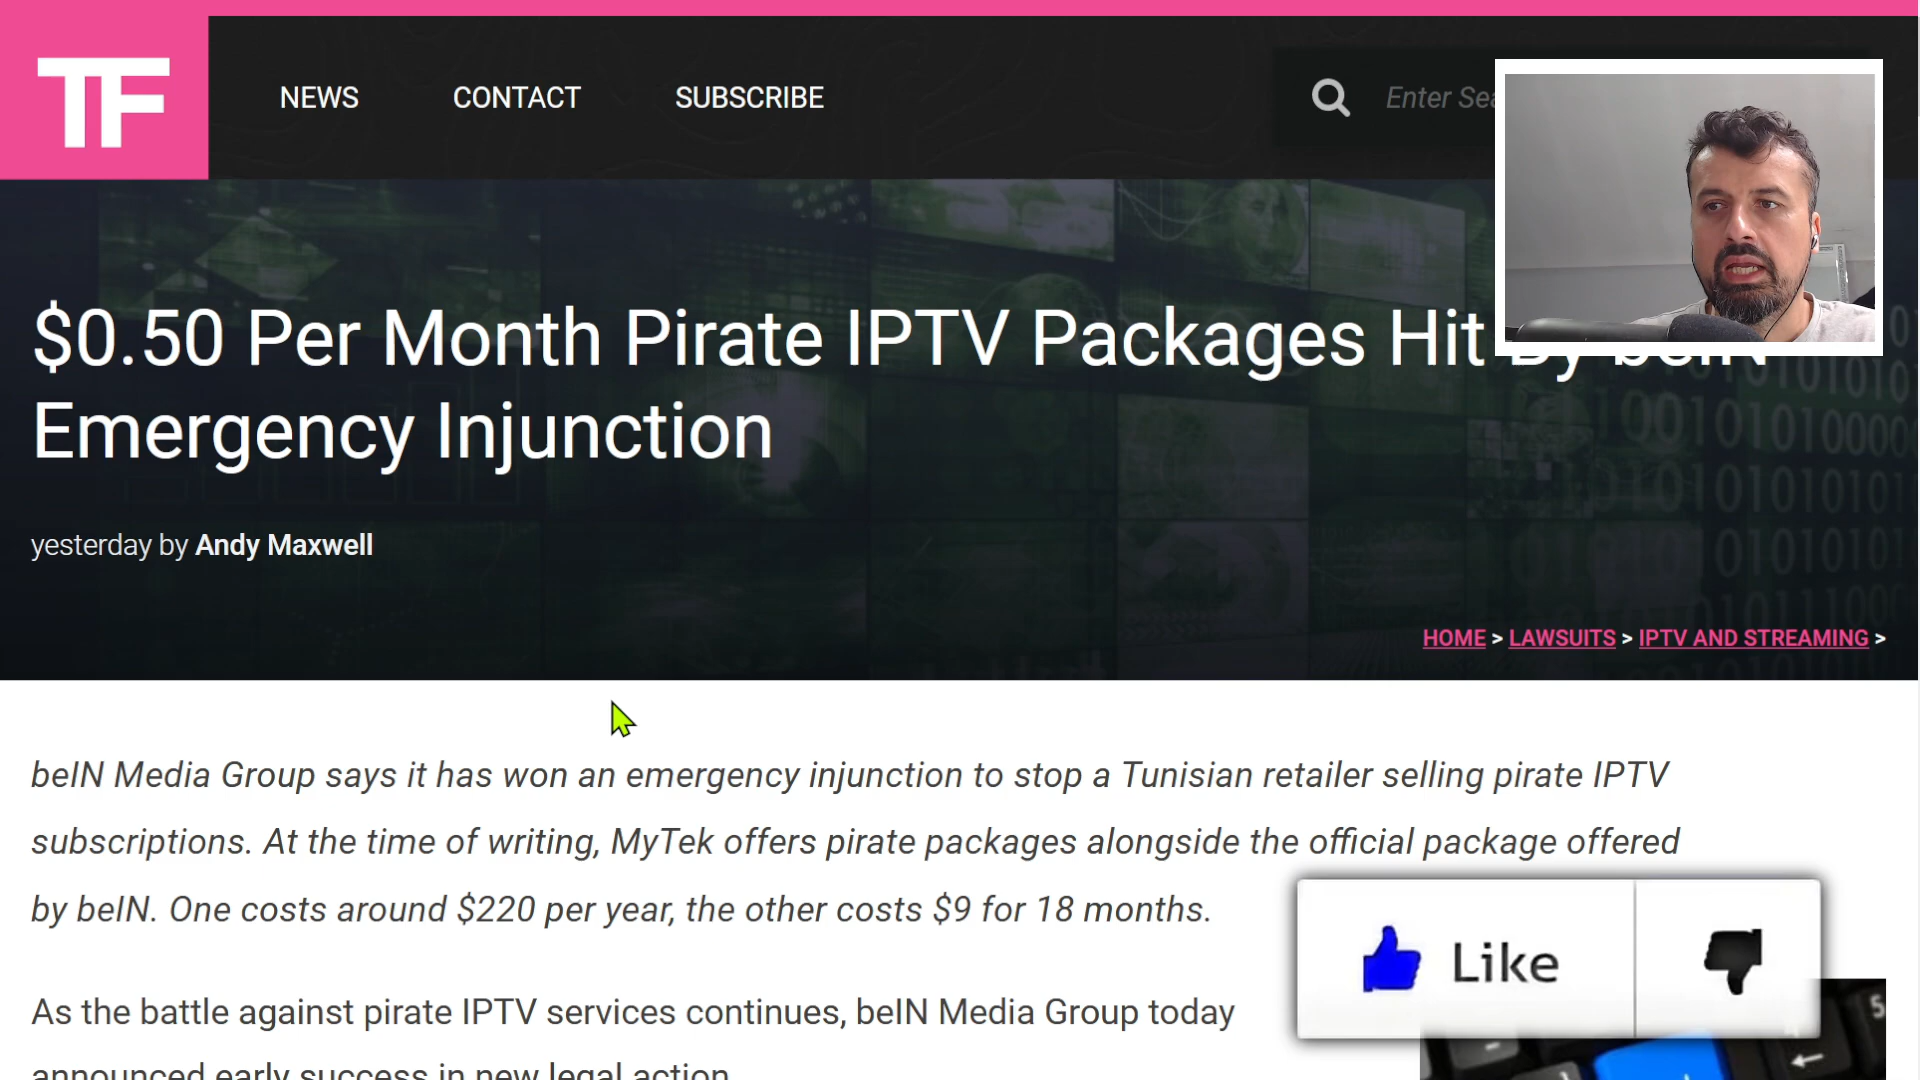 TF
NEWS
CONTACT
SUBSCRIBE
Enter Sea
$0.50 Per Month Pirate IPTV Packages Hit By beIN
Emergency Injunction
yesterday by Andy Maxwell
HOME > LAWSUITS > IPTV AND STREAMING >
beIN Media Group says it has won an emergency injunction to stop a Tunisian retailer selling pirate IPTV
subscriptions. At the time of writing, MyTek offers pirate packages alongside the official package offered
by beIN. One costs around $220 per year, the other costs $9 for 18 months.
Like
As the battle against pirate IPTV services continues, beIN Media Group today
announced early success in new legal action